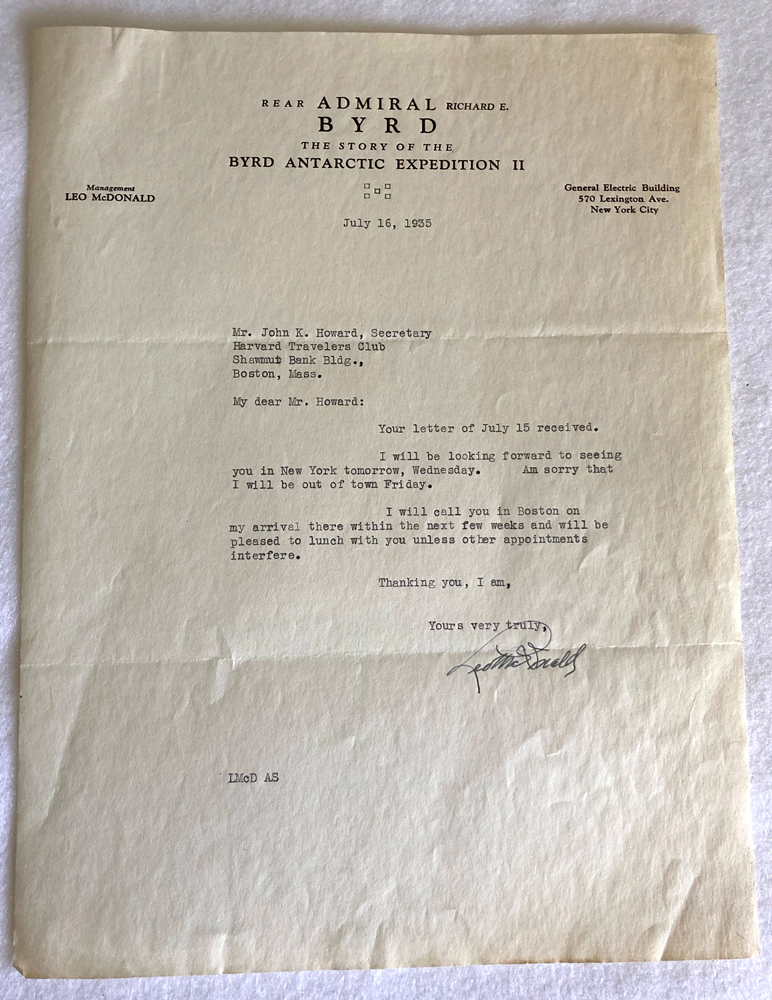 REAR ADMIRAL RICHARD E.
BYRD
THE STORY OF THE
BYRD ANTARCTIC EXPEDITION II
Management
LEO McDONALD
General Electric Building
570 Lexington Ave.
New York City
July 16, 1935
Mr. John K. Howard, Secretary
Harvard Travelers Club
Shawmut Bank Bldg.,
Boston, Mass.
My dear Mr. Howard:
Your letter of July 15 received.
I will be looking forward to seeing
you in New York tomorrow, Wednesday. Am sorry that
I will be out of town Friday.
I will call you in Boston on
my arrival there within the next few weeks and will be
pleased to lunch with you unless other appointments
interfere.
Thanking you, I am,
Yours very truly,
Leo McDonald
LMcD AS